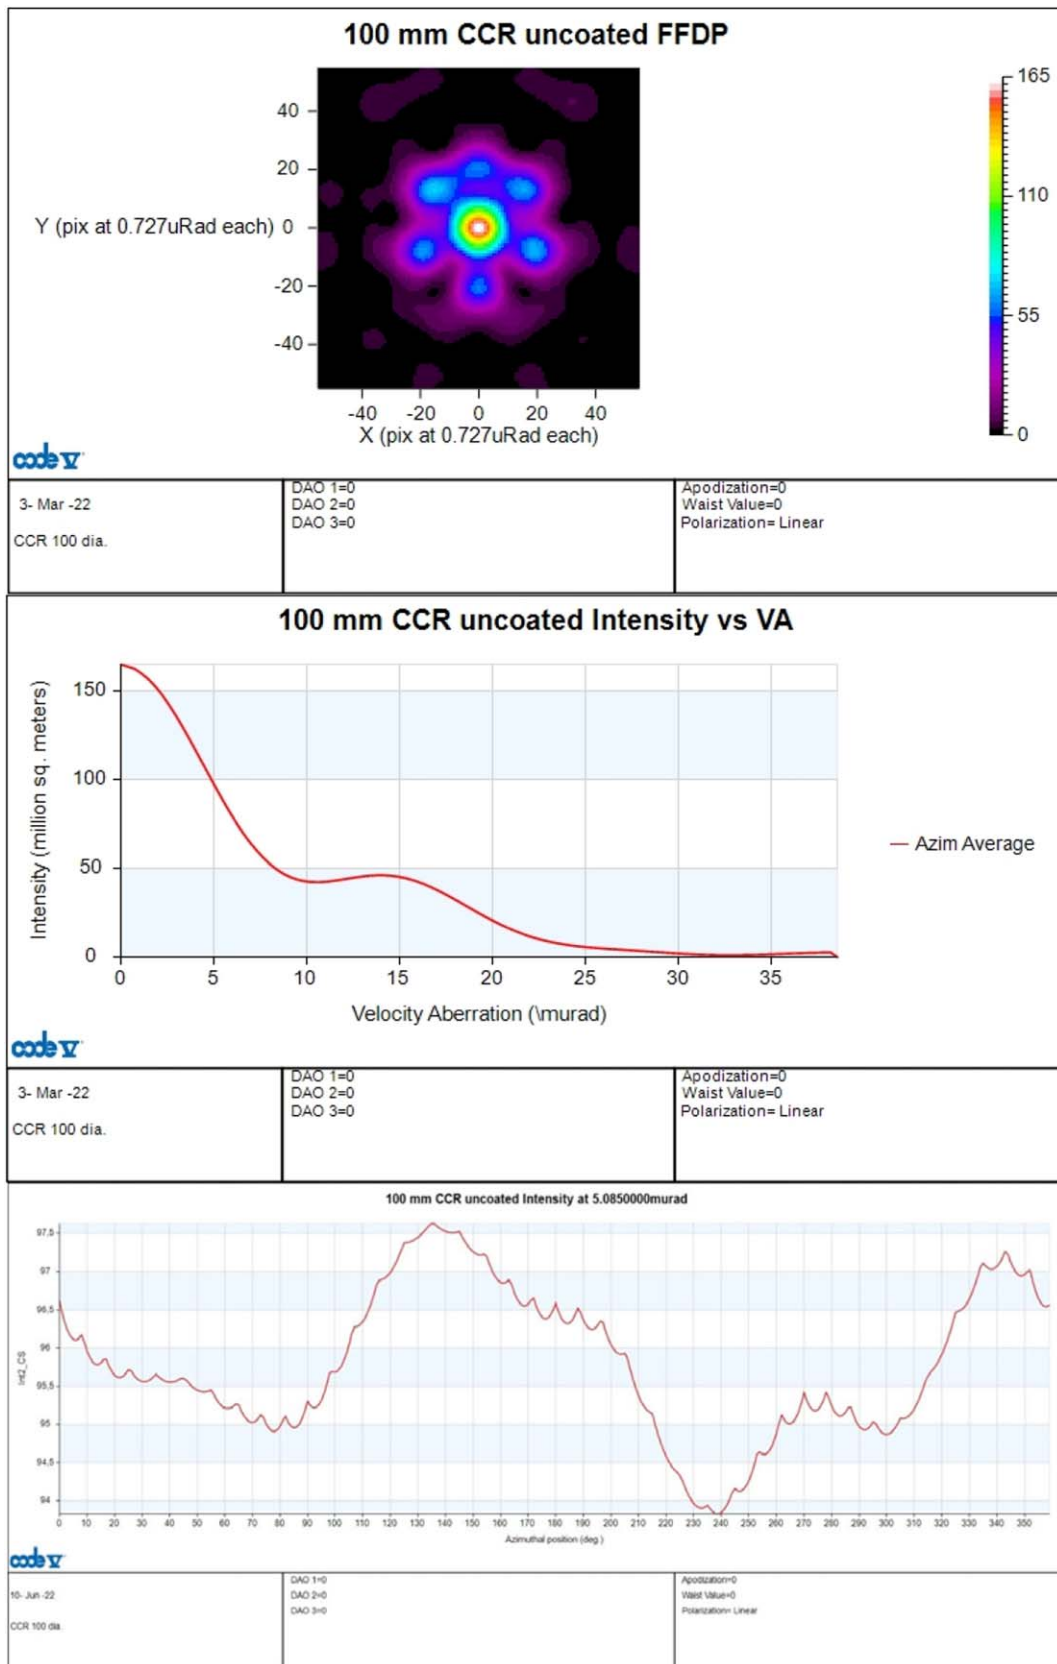 100 mm CCR uncoated FFDP
165
40
20
110
Y (pix at 0.727uRad each) 0
-20
55
-40
0
-40 -20 0 20 40
X (pix at 0.727uRad each)
code V
3- Mar -22
CCR 100 dia.
DAO 1=0
DAO 2=0
DAO 3=0
Apodization=0
Waist Value=0
Polarization= Linear
100 mm CCR uncoated Intensity vs VA
Intensity (million sq. meters)
150
100
50
0
0 5 10 15 20 25 30 35
Velocity Aberration (\murad)
Azim Average
code V
3- Mar -22
CCR 100 dia.
DAO 1=0
DAO 2=0
DAO 3=0
Apodization=0
Waist Value=0
Polarization= Linear
100 mm CCR uncoated Intensity at 5.0850000murad
Int2_CS
97,5
97
96,5
96
95,5
95
94,5
94
0 10 20 30 40 50 60 70 80 90 100 110 120 130 140 150 160 170 180 190 200 210 220 230 240 250 260 270 280 290 300 310 320 330 340 350
Azimuthal position (deg.)
code V
10- Jun -22
CCR 100 dia.
DAO 1=0
DAO 2=0
DAO 3=0
Apodization=0
Waist Value=0
Polarization= Linear